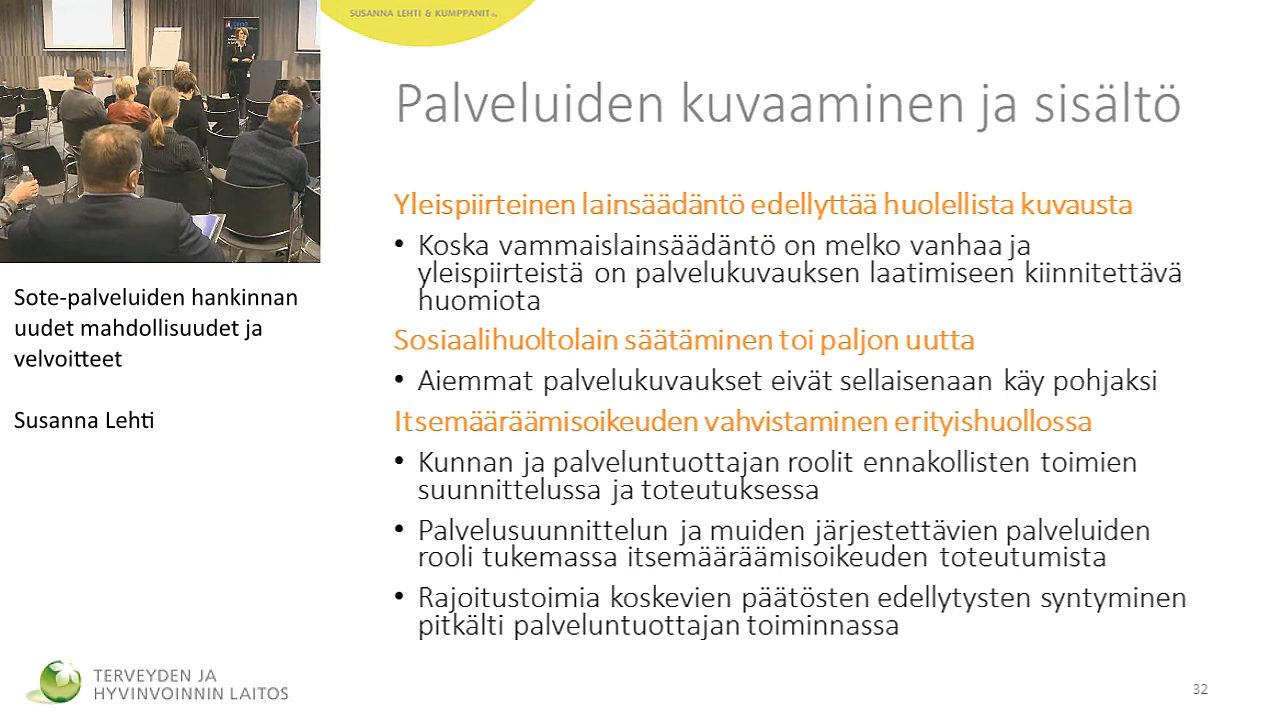 SUSANNA LEHTI & KUMPPANIT
Palveluiden kuvaaminen ja sisältö
Yleispiirteinen lainsäädäntö edellyttää huolellista kuvausta
• Koska vammaislainsäädäntö on melko vanhaa ja
yleispiirteistä on palvelukuvauksen laatimiseen kiinnitettävä
huomiota
Sosiaalihuoltolain säätäminen toi paljon uutta
• Aiemmat palvelukuvaukset eivät sellaisenaan käy pohjaksi
Itsemääräämisoikeuden vahvistaminen erityishuollossa
• Kunnan ja palveluntuottajan roolit ennakollisten toimien
suunnittelussa ja toteutuksessa
• Palvelusuunnittelun ja muiden järjestettävien palveluiden
rooli tukemassa itsemääräämisoikeuden toteutumista
• Rajoitustoimia koskevien päätösten edellytysten syntyminen
pitkälti palveluntuottajan toiminnassa
Sote-palveluiden hankinnan
uudet mahdollisuudet ja
velvoitteet
Susanna Lehti
TERVEYDEN JA
HYVINVOINNIN LAITOS
32